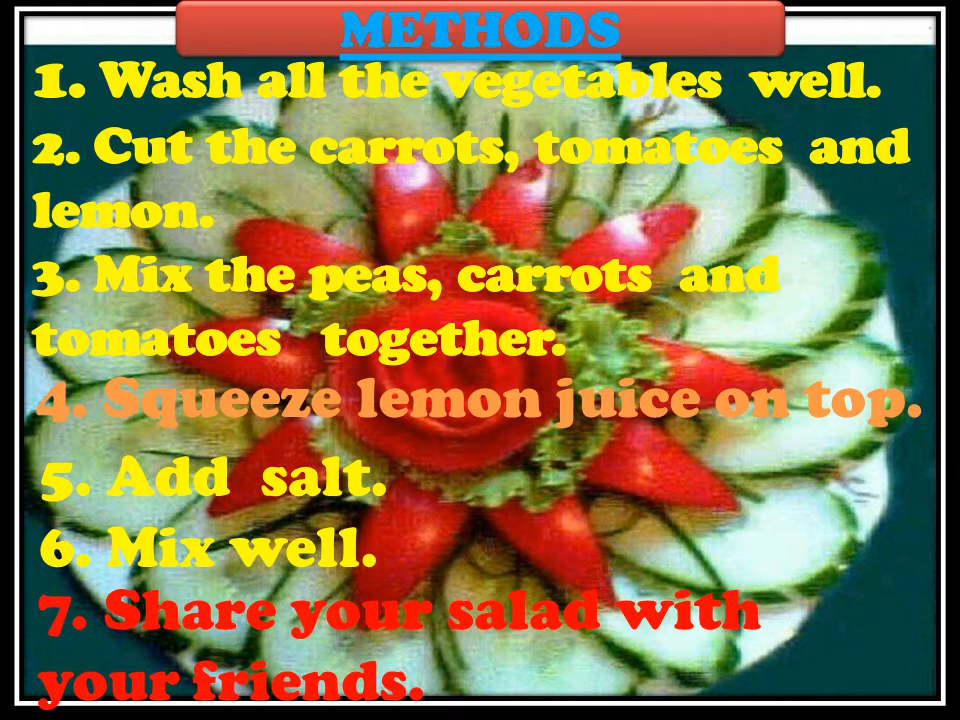 METHODS
1. Wash all the vegetables well.
2. Cut the carrots, tomatoes and
lemon.
3. Mix the peas, carrots and
tomatoes together.
4. Squeeze lemon juice on top.
5. Add salt.
6. Mix well.
7. Share your salad with
your friends.